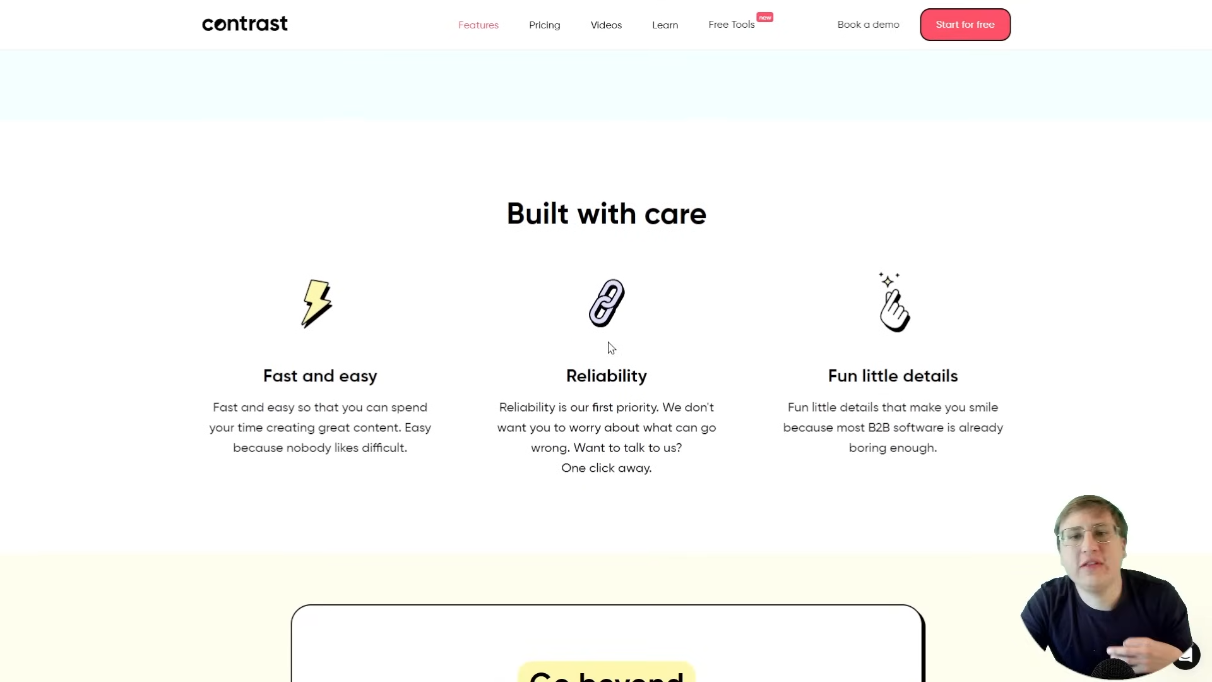 contrast
Features
Pricing
Videos
Learn
Free Tools
new
Book a demo
Start for free
Built with care
Fast and easy
Fast and easy so that you can spend
your time creating great content. Easy
because nobody likes difficult.
Reliability
Reliability is our first priority. We don't
want you to worry about what can go
wrong. Want to talk to us?
One click away.
Fun little details
Fun little details that make you smile
because most B2B software is already
boring enough.
Go beyond